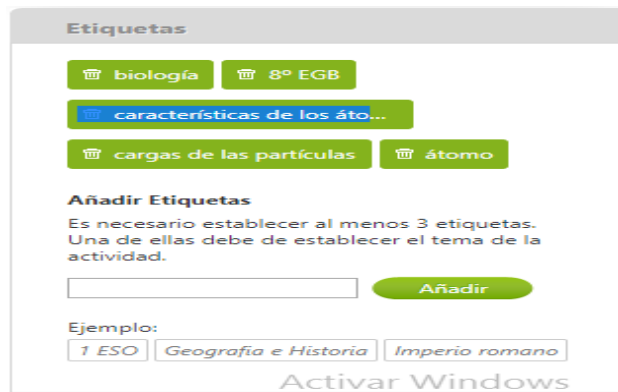 Etiquetas
biología 8º EGB
características de los áto...
cargas de las partículas átomo
Añadir Etiquetas
Es necesario establecer al menos 3 etiquetas.
Una de ellas debe de establecer el tema de la
actividad.
Añadir
Ejemplo:
1 ESO Geografia e Historia Imperio romano
Activar Windows